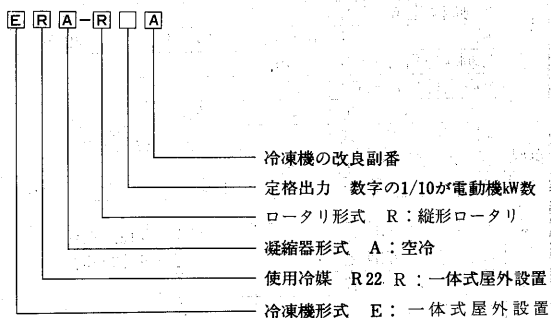 E R A - R □ A
冷凍機の改良副番
定格出力 数字の1/10が電動機kW数
ロータリ形式 R:縦形ロータリ
凝縮器形式 A:空冷
使用冷媒 R22 R : 一体式屋外設置
冷凍機形式 E: 一体式屋外設置